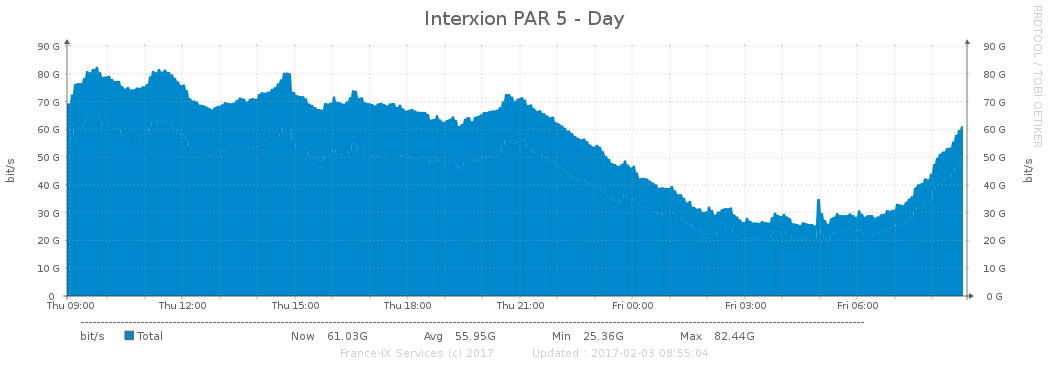 Interxion PAR 5 - Day
RRDTOOL / TOBI OETIKER
90 G 90 G
80 G 80 G
70 G 70 G
60 G 60 G
50 G 50 G
40 G 40 G
30 G 30 G
20 G 20 G
10 G 10 G
0 0 G
bit/s bit/s
Thu 09:00 Thu 12:00 Thu 15:00 Thu 18:00 Thu 21:00 Fri 00:00 Fri 03:00 Fri 06:00
bit/s Total Now 61.03G Avg 55.95G Min 25.36G Max 82.44G
France-IX Services (c) 2017 Updated : 2017-02-03 08:55:04